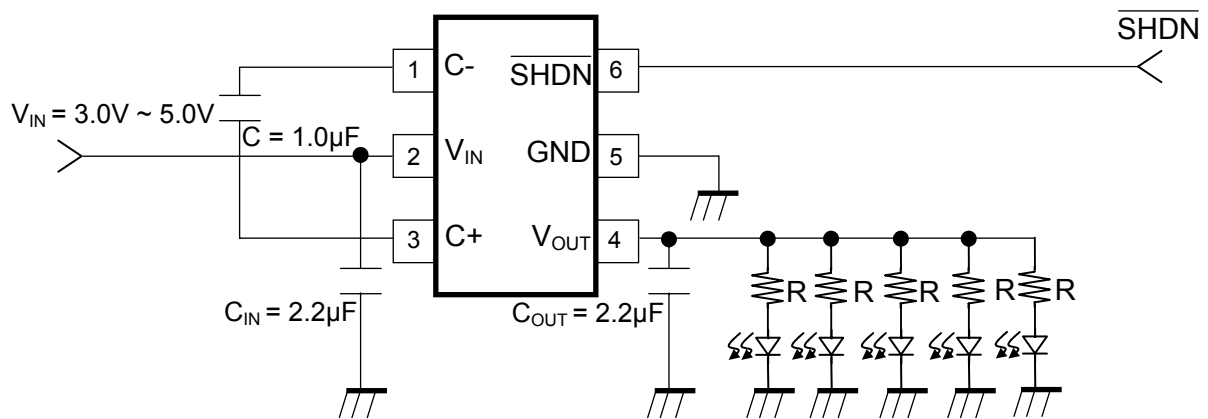 SHDN
1
C-
SHDN
6
V_IN = 3.0V ~ 5.0V
C = 1.0µF
2
V_IN
GND
5
3
C+
V_OUT
4
R
R
R
R
R
C_IN = 2.2µF
C_OUT = 2.2µF